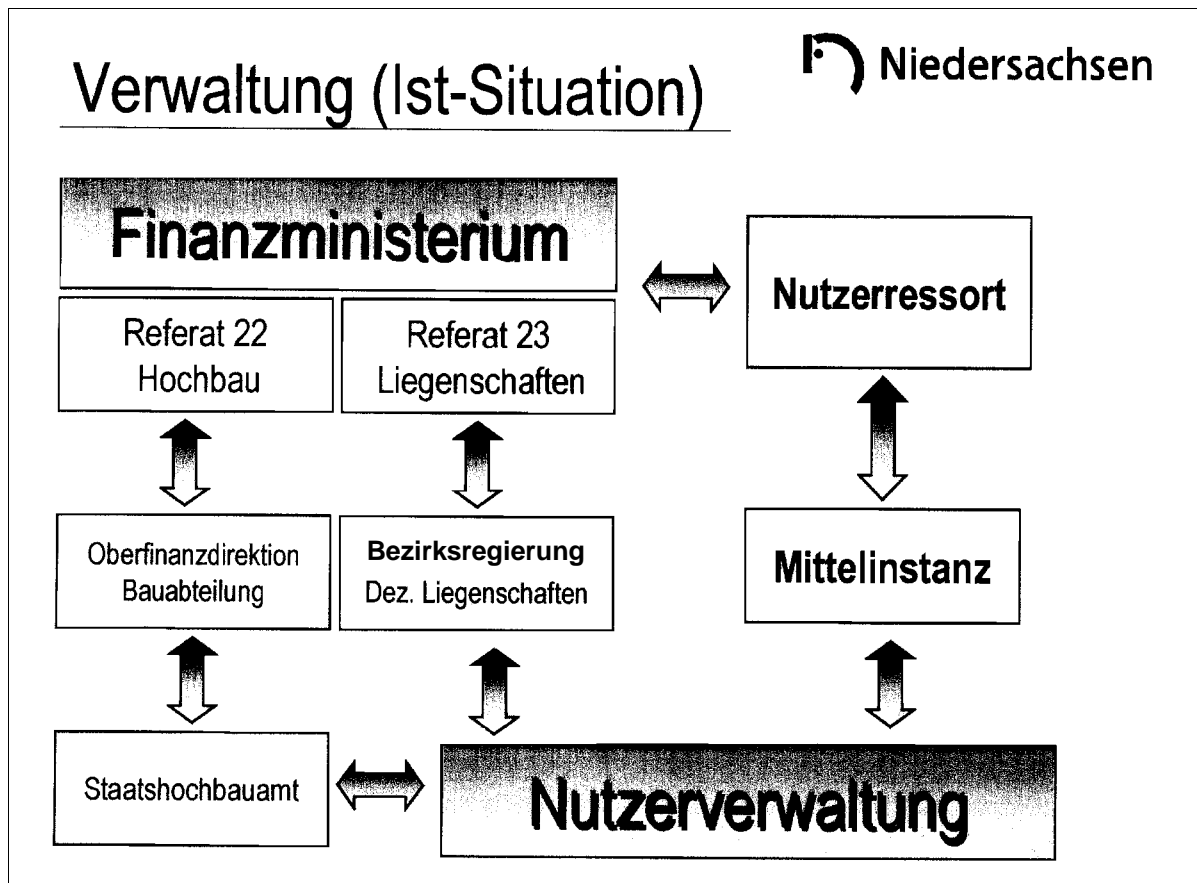 Verwaltung (Ist-Situation)
Niedersachsen
Finanzministerium
Referat 22
Hochbau
Referat 23
Liegenschaften
Nutzerressort
Oberfinanzdirektion
Bauabteilung
Bezirksregierung
Dez. Liegenschaften
Mittelinstanz
Staatshochbauamt
Nutzerverwaltung